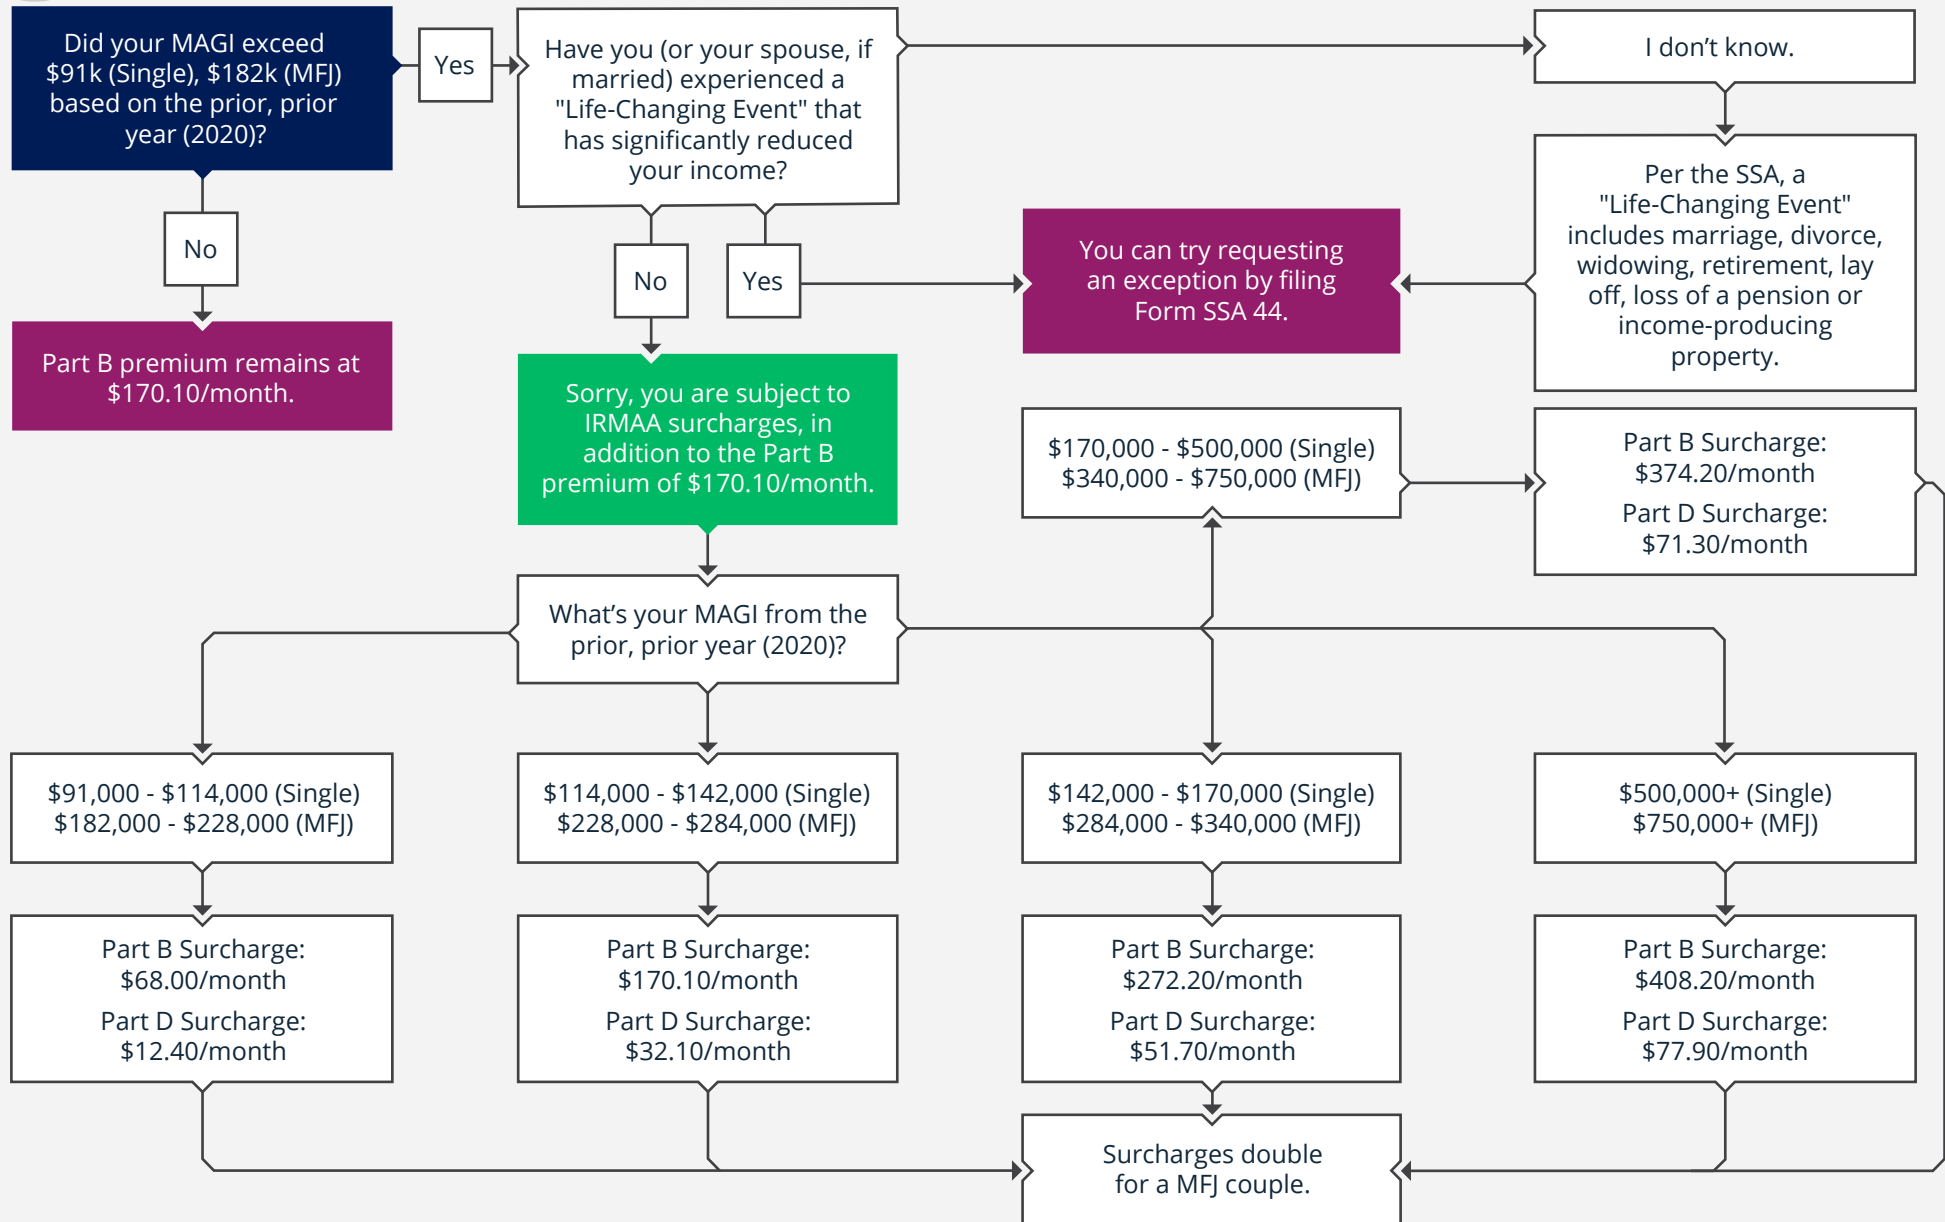 Did your MAGI exceed
$91k (Single), $182k (MFJ)
based on the prior, prior
year (2020)?
Yes
Have you (or your spouse, if
married) experienced a
"Life-Changing Event" that
has significantly reduced
your income?
I don’t know.
Per the SSA, a
"Life-Changing Event"
includes marriage, divorce,
widowing, retirement, lay
off, loss of a pension or
income-producing
property.
No
Part B premium remains at
$170.10/month.
No
Yes
You can try requesting
an exception by filing
Form SSA 44.
Sorry, you are subject to
IRMAA surcharges, in
addition to the Part B
premium of $170.10/month.
$170,000 - $500,000 (Single)
$340,000 - $750,000 (MFJ)
Part B Surcharge:
$374.20/month
Part D Surcharge:
$71.30/month
What’s your MAGI from the
prior, prior year (2020)?
$91,000 - $114,000 (Single)
$182,000 - $228,000 (MFJ)
$114,000 - $142,000 (Single)
$228,000 - $284,000 (MFJ)
$142,000 - $170,000 (Single)
$284,000 - $340,000 (MFJ)
$500,000+ (Single)
$750,000+ (MFJ)
Part B Surcharge:
$68.00/month
Part D Surcharge:
$12.40/month
Part B Surcharge:
$170.10/month
Part D Surcharge:
$32.10/month
Part B Surcharge:
$272.20/month
Part D Surcharge:
$51.70/month
Part B Surcharge:
$408.20/month
Part D Surcharge:
$77.90/month
Surcharges double
for a MFJ couple.